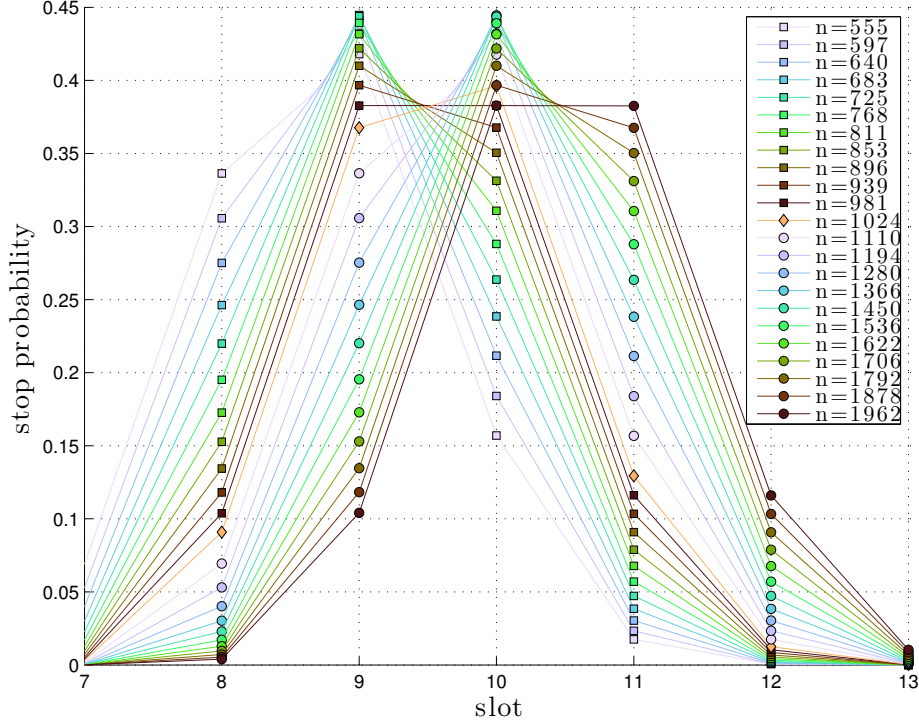 0.45
0.4
0.35
0.3
0.25
0.2
0.15
0.1
0.05
0
stop probability
7 8 9 10 11 12 13
slot
n=555
n=597
n=640
n=683
n=725
n=768
n=811
n=853
n=896
n=939
n=981
n=1024
n=1110
n=1194
n=1280
n=1366
n=1450
n=1536
n=1622
n=1706
n=1792
n=1878
n=1962